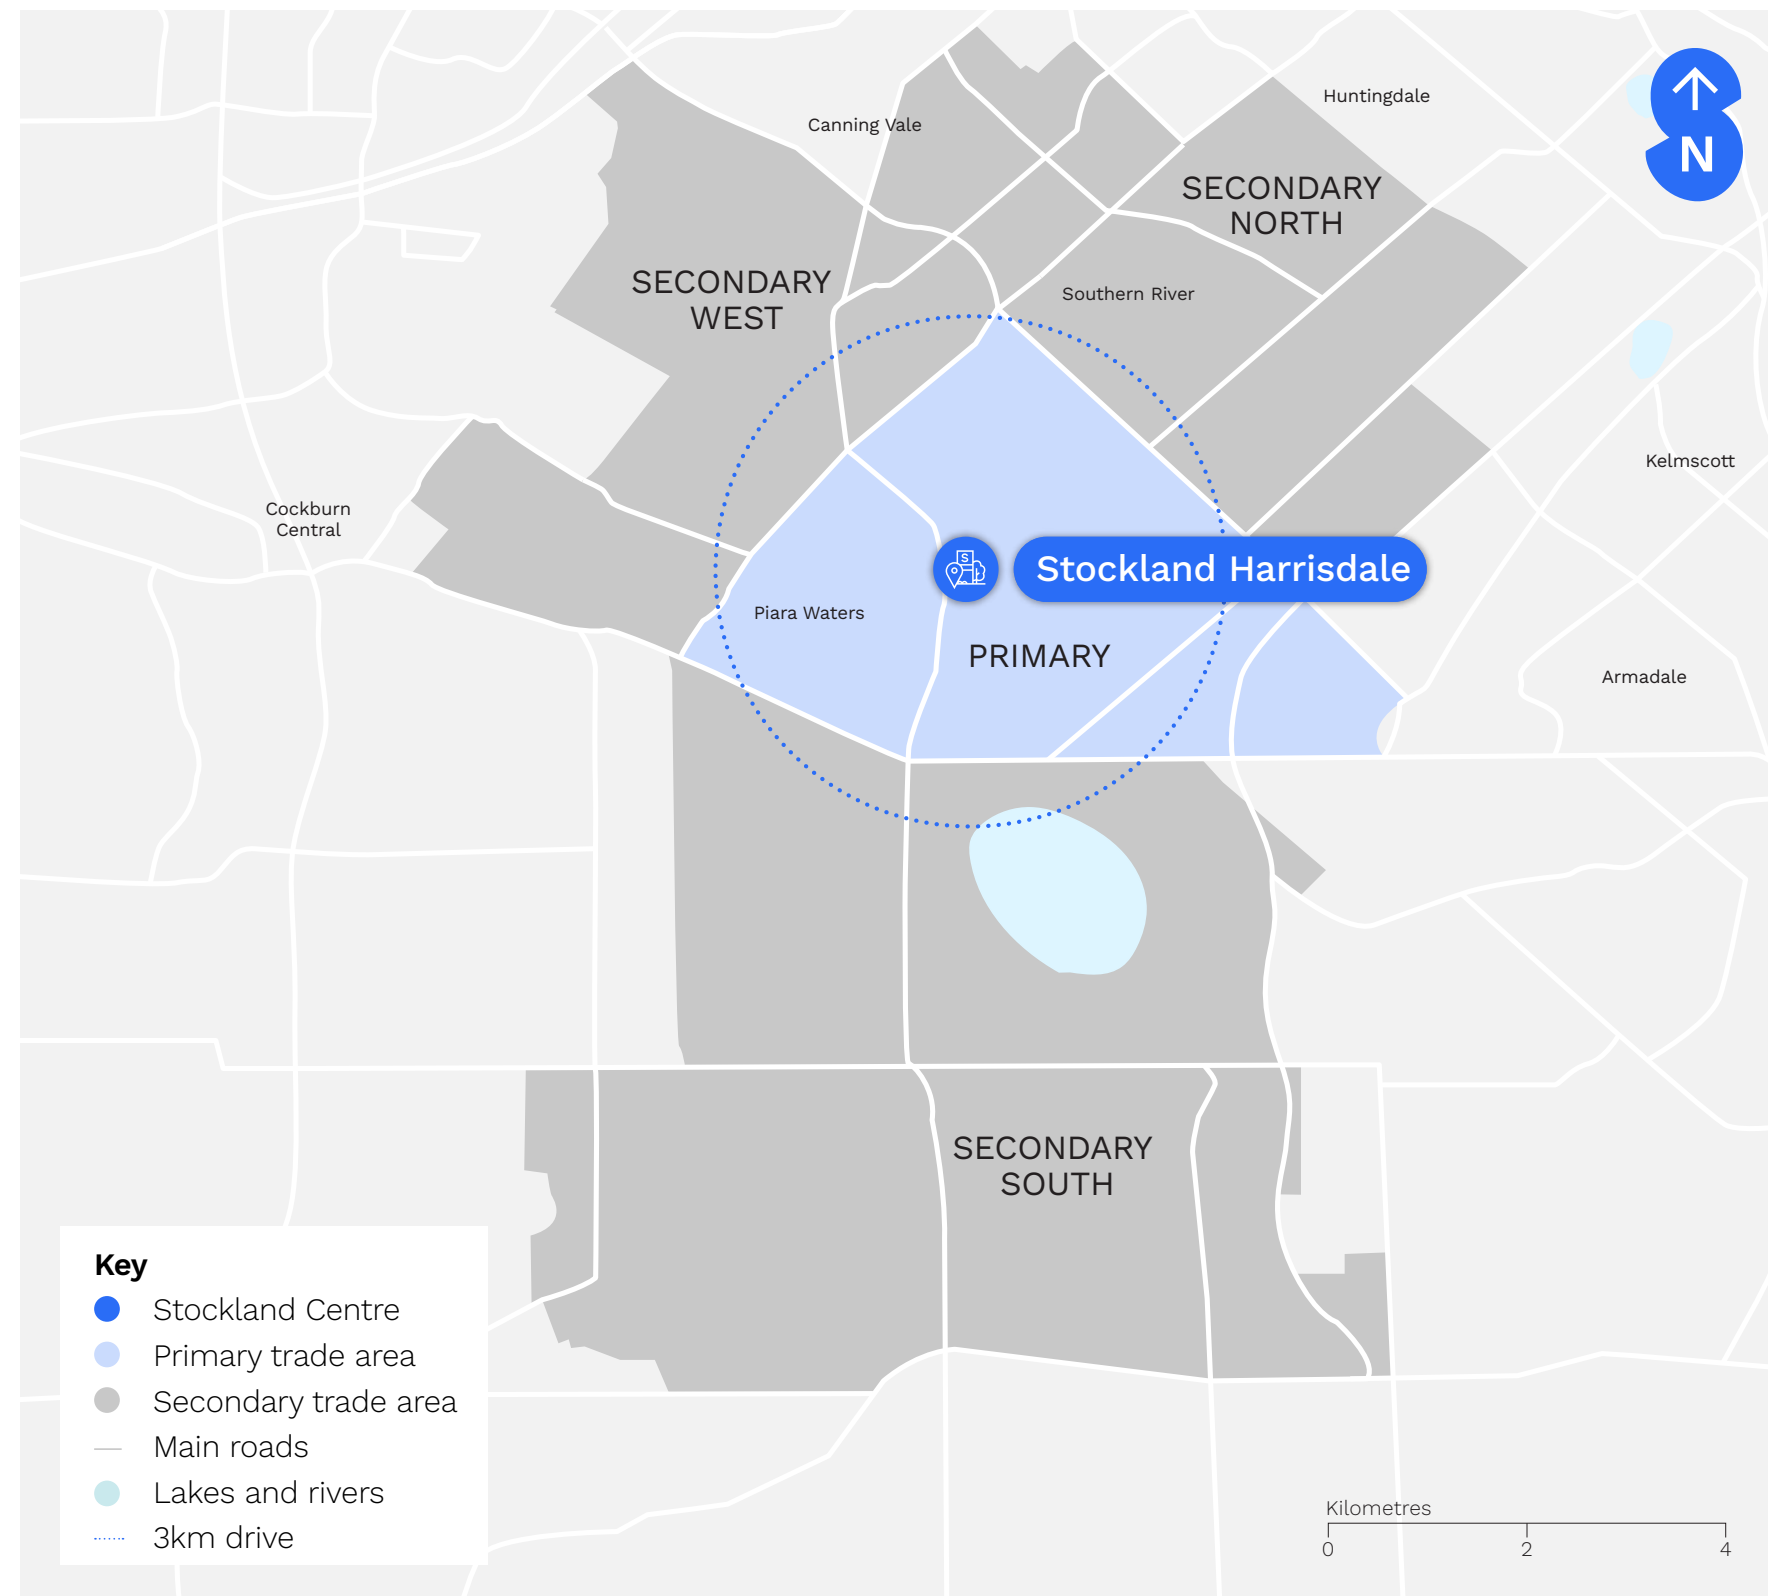 Huntingdale
Canning Vale
N
SECONDARY
NORTH
SECONDARY
WEST
Southern River
Kelmscott
Cockburn
Central
S
Stockland Harrisdale
Piara Waters
PRIMARY
Armadale
SECONDARY
SOUTH
Key
Stockland Centre
Primary trade area
Secondary trade area
Main roads
Lakes and rivers
3km drive
Kilometres
0 2 4